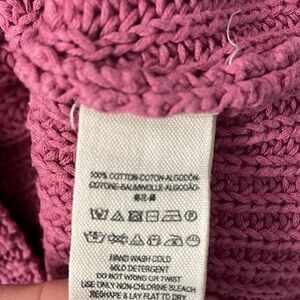 100% COTTON-COTON-ALGODÓN-
COTONE-BAUMWOLLE-ALGODÃO-
HAND WASH COLD
MILD DETERGENT
DO NOT WRING OR TWIST
USE ONLY NON-CHLORINE BLEACH
RESHAPE & LAY FLAT TO DRY